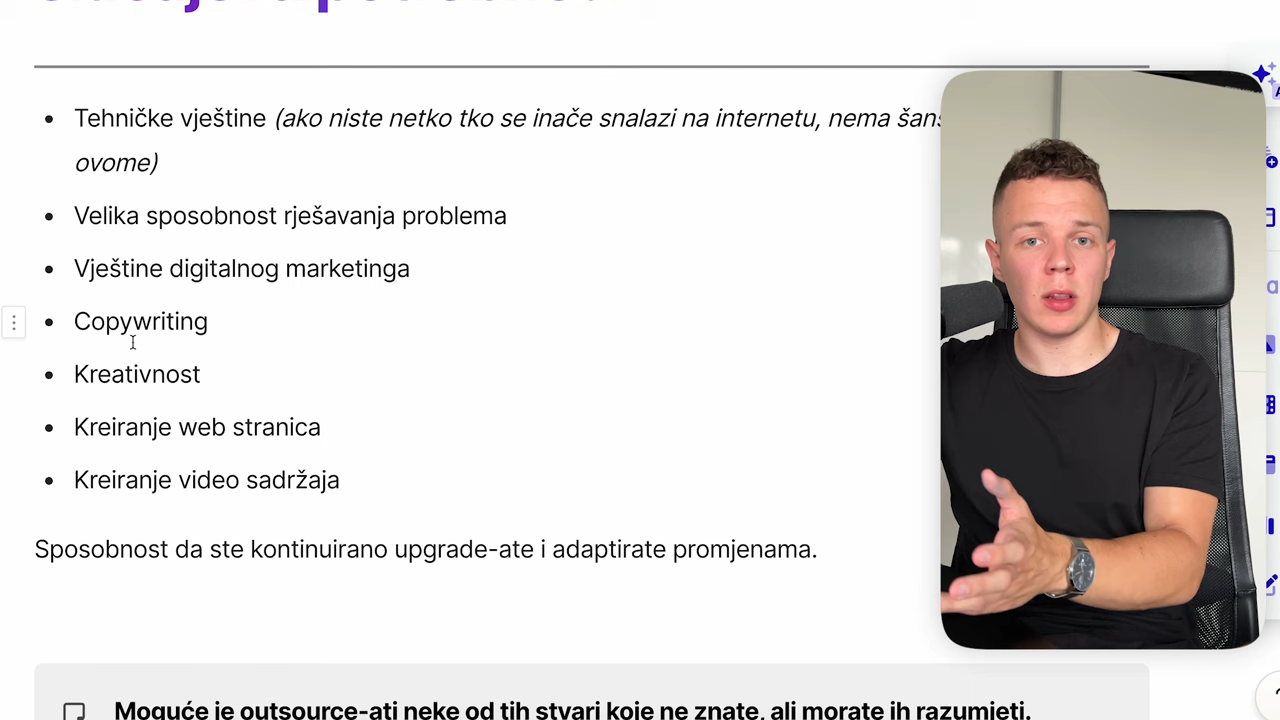 Tehničke vještine (ako niste netko tko se inače snalazi na internetu, nema
ovome)
Velika sposobnost rješavanja problema
Vještine digitalnog marketinga
Copywriting
Kreativnost
Kreiranje web stranica
Kreiranje video sadržaja
Sposobnost da ste kontinuirano upgrade-ate i adaptirate promjenama.
Moguće je outsource-ati neke od tih stvari koje ne znate, ali morate ih razumjeti.